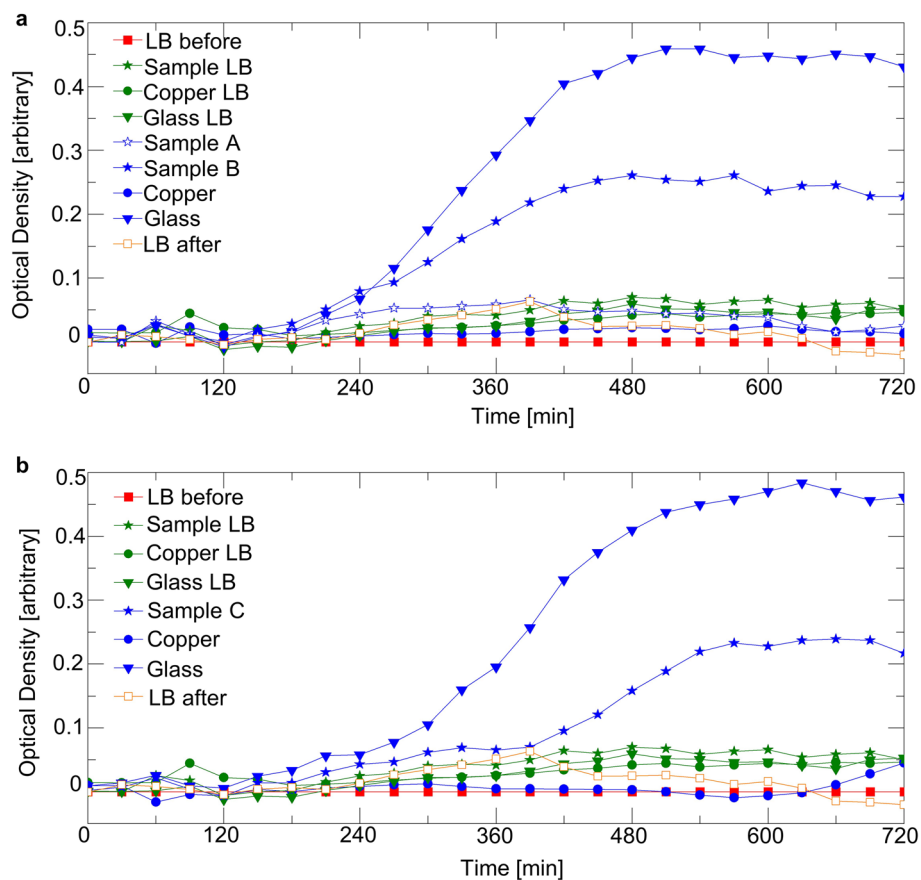 a
0.5
0.4
0.3
0.2
0.1
0
Optical Density [arbitrary]
LB before
Sample LB
Copper LB
Glass LB
Sample A
Sample B
Copper
Glass
LB after
0 120 240 360 480 600 720
Time [min]
b
0.5
0.4
0.3
0.2
0.1
0
Optical Density [arbitrary]
LB before
Sample LB
Copper LB
Glass LB
Sample C
Copper
Glass
LB after
0 120 240 360 480 600 720
Time [min]